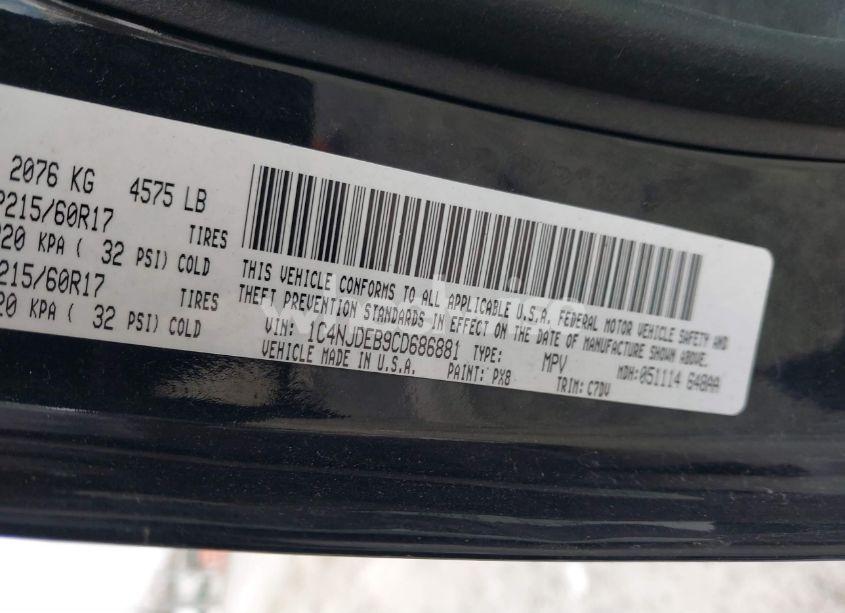 2076 KG 4575 LB
P215/60R17 TIRES
220 KPA ( 32 PSI) COLD
215/60R17 TIRES
20 KPA ( 32 PSI) COLD
THIS VEHICLE CONFORMS TO ALL APPLICABLE U.S.A. FEDERAL MOTOR VEHICLE SAFETY AND
THEFT PREVENTION STANDARDS IN EFFECT ON THE DATE OF MANUFACTURE SHOWN ABOVE.
VIN: 1C4NJDEB9CD686881 TYPE: MPV MDH: 051114 848AA
VEHICLE MADE IN U.S.A. PAINT: PX8 TRIM: C7DV